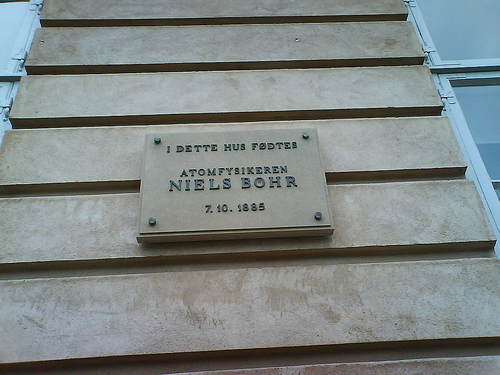 I DETTE HUS FØDTES
ATOMFYSIKEREN
NIELS BOHR
7. 10. 1885